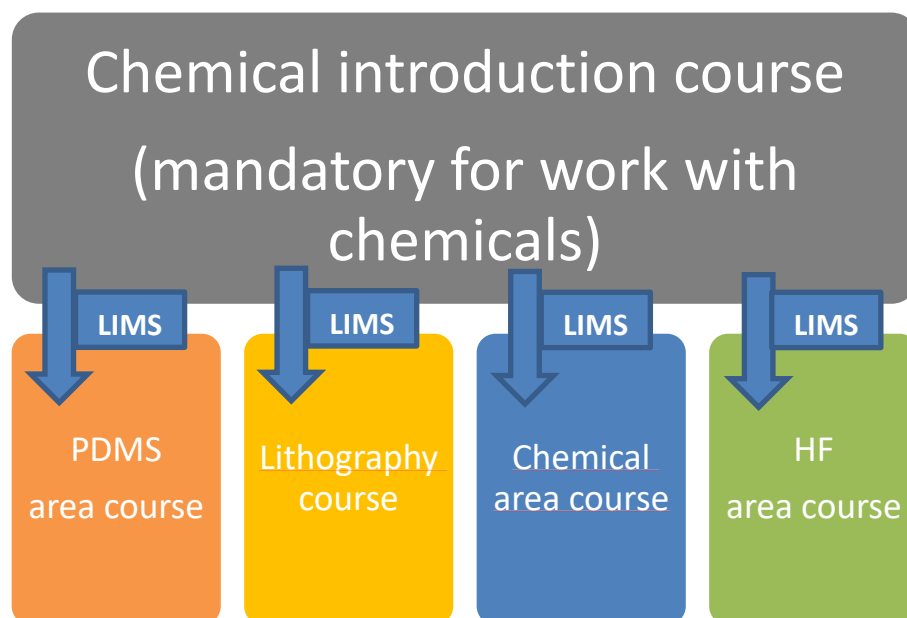 Chemical introduction course
(mandatory for work with
chemicals)
LIMS
LIMS
LIMS
LIMS
PDMS
area course
Lithography
course
Chemical
area course
HF
area course